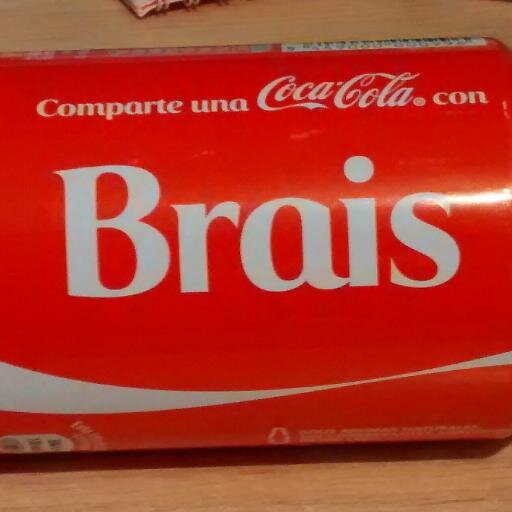 Comparte una Coca-Cola® con
Brais